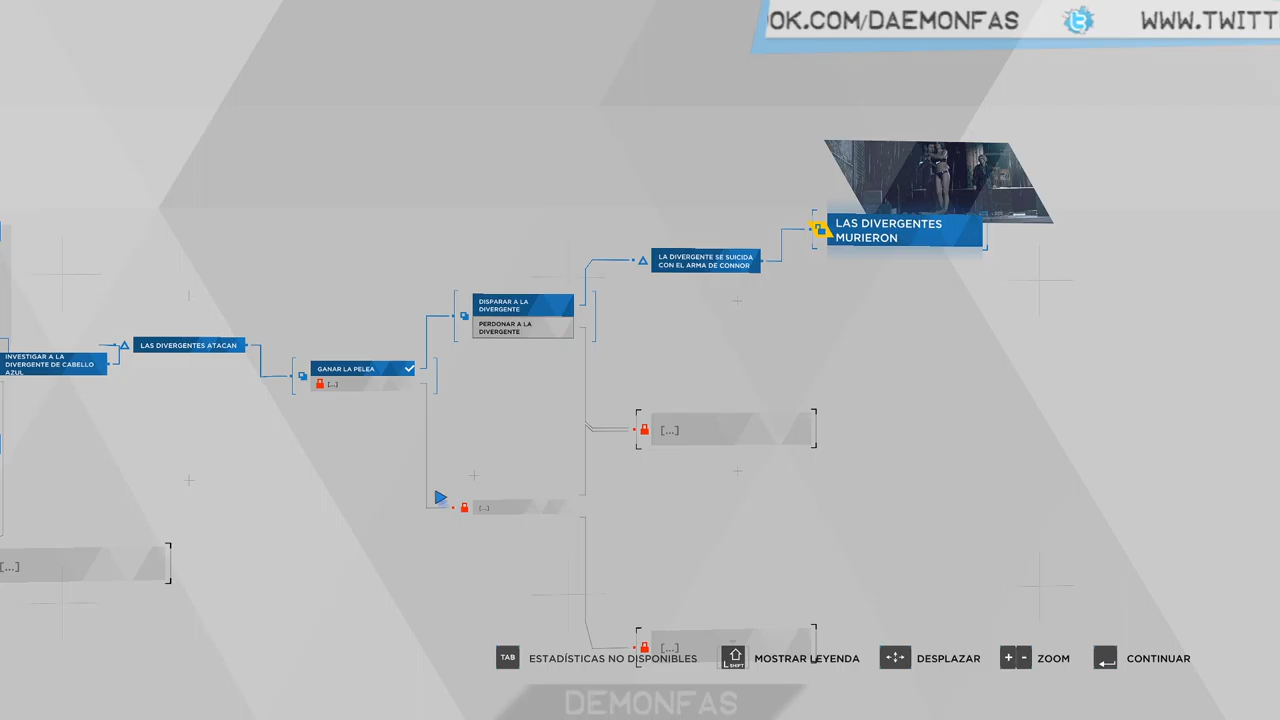 OK.COM/DAEMONFAS
WWW.TWITT
LAS DIVERGENTES
MURIERON
LA DIVERGENTE SE SUICIDA
CON EL ARMA DE CONNOR
DISPARAR A LA
DIVERGENTE
PERDONAR A LA
DIVERGENTE
LAS DIVERGENTES ATACAN
INVESTIGAR A LA
DIVERGENTE DE CABELLO
AZUL
GANAR LA PELEA
[...]
[...]
[...]
[...]
[...]
TAB
ESTADÍSTICAS NO DISPONIBLES
L SHIFT
MOSTRAR LEYENDA
DESPLAZAR
+ -
ZOOM
CONTINUAR
DEMONFAS